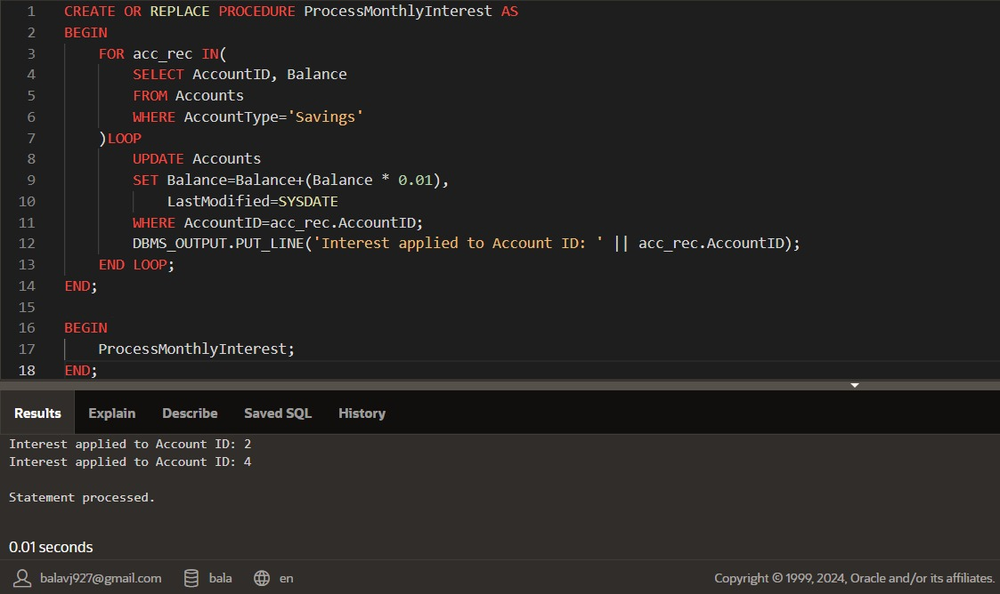 1 CREATE OR REPLACE PROCEDURE ProcessMonthlyInterest AS
2 BEGIN
3 FOR acc_rec IN(
4 SELECT AccountID, Balance
5 FROM Accounts
6 WHERE AccountType='Savings'
7 )LOOP
8 UPDATE Accounts
9 SET Balance=Balance+(Balance * 0.01),
10 LastModified=SYSDATE
11 WHERE AccountID=acc_rec.AccountID;
12 DBMS_OUTPUT.PUT_LINE('Interest applied to Account ID: ' || acc_rec.AccountID);
13 END LOOP;
14 END;
15
16 BEGIN
17 ProcessMonthlyInterest;
18 END;
Results Explain Describe Saved SQL History
Interest applied to Account ID: 2
Interest applied to Account ID: 4
Statement processed.
0.01 seconds
balavj927@gmail.com bala en Copyright © 1999, 2024, Oracle and/or its affiliates.